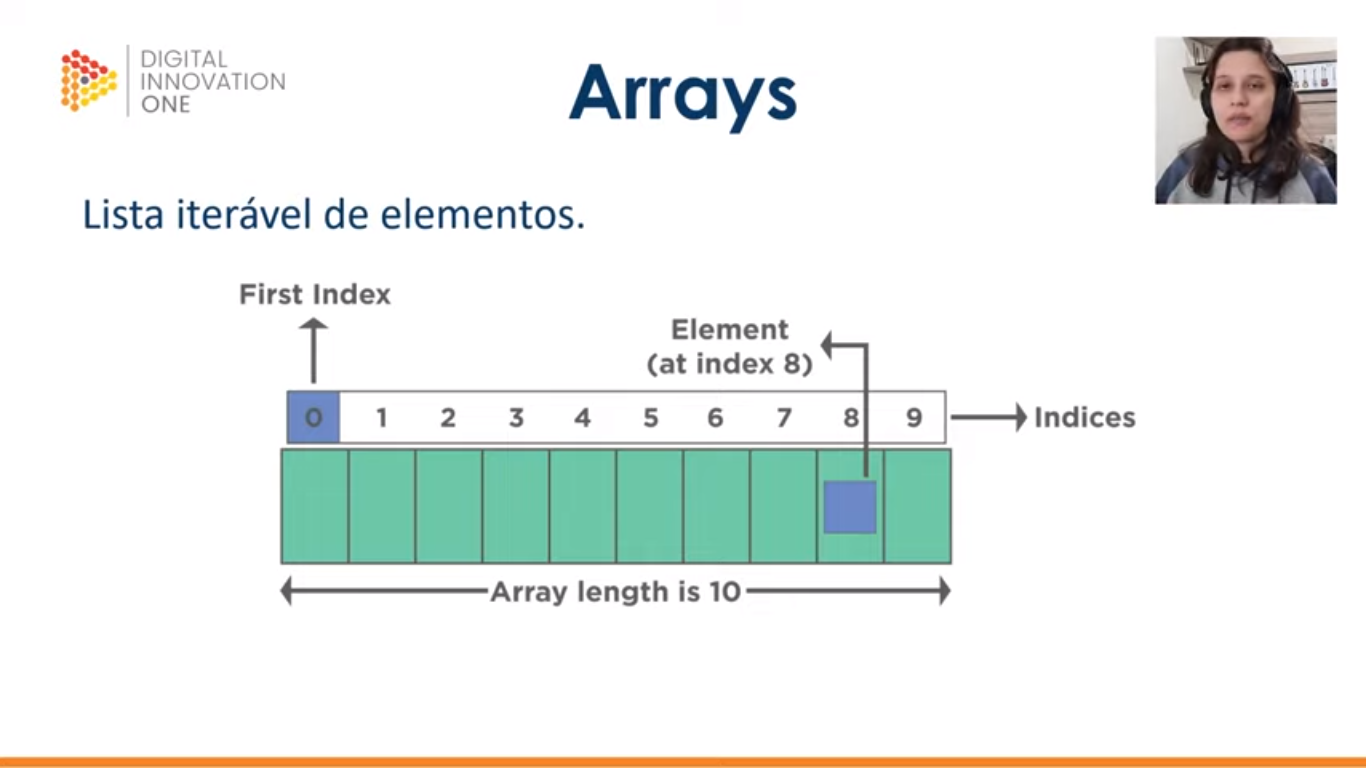 DIGITAL
INNOVATION
ONE
Arrays
Lista iterável de elementos.
First Index
Element
(at index 8)
0 1 2 3 4 5 6 7 8 9
Indices
Array length is 10